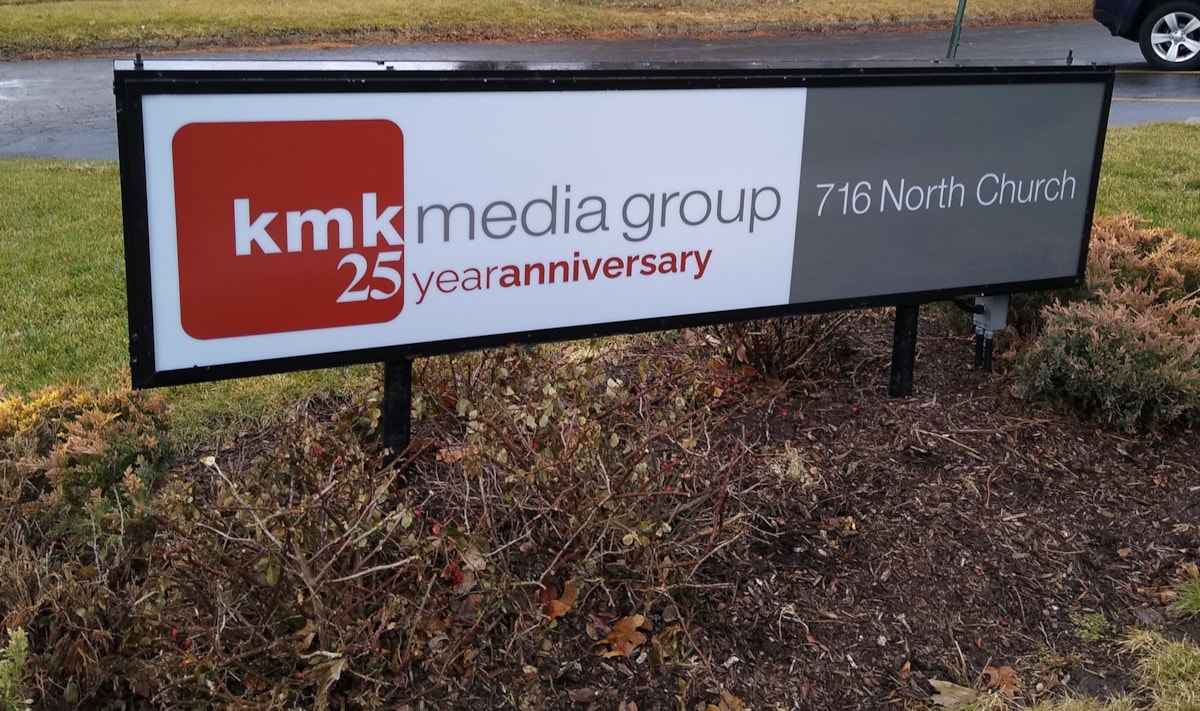 kmk media group
25 yearanniversary
716 North Church